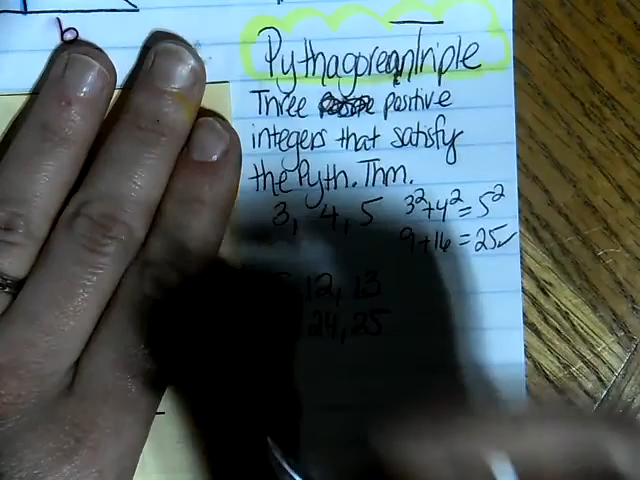 b
Pythagorean Triple
Three positive
integers that satisfy
the Pyth. Thm.
3, 4, 5 3²+4²=5²
9+16=25✓
12, 13
24, 25